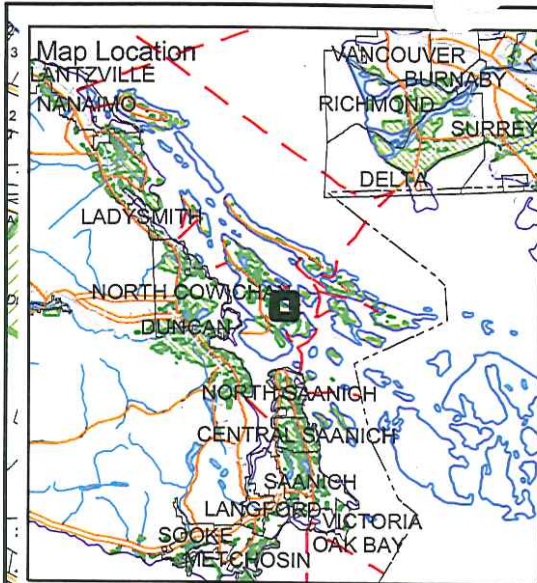 Map Location
LANTZVILLE
NANAIMO
VANCOUVER
BURNABY
RICHMOND
SURREY
DELTA
LADYSMITH
NORTH COWICHAN
DUNCAN
NORTH SAANICH
CENTRAL SAANICH
SAANICH
LANGFORD
VICTORIA
SOOKE
OAK BAY
METCHOSIN